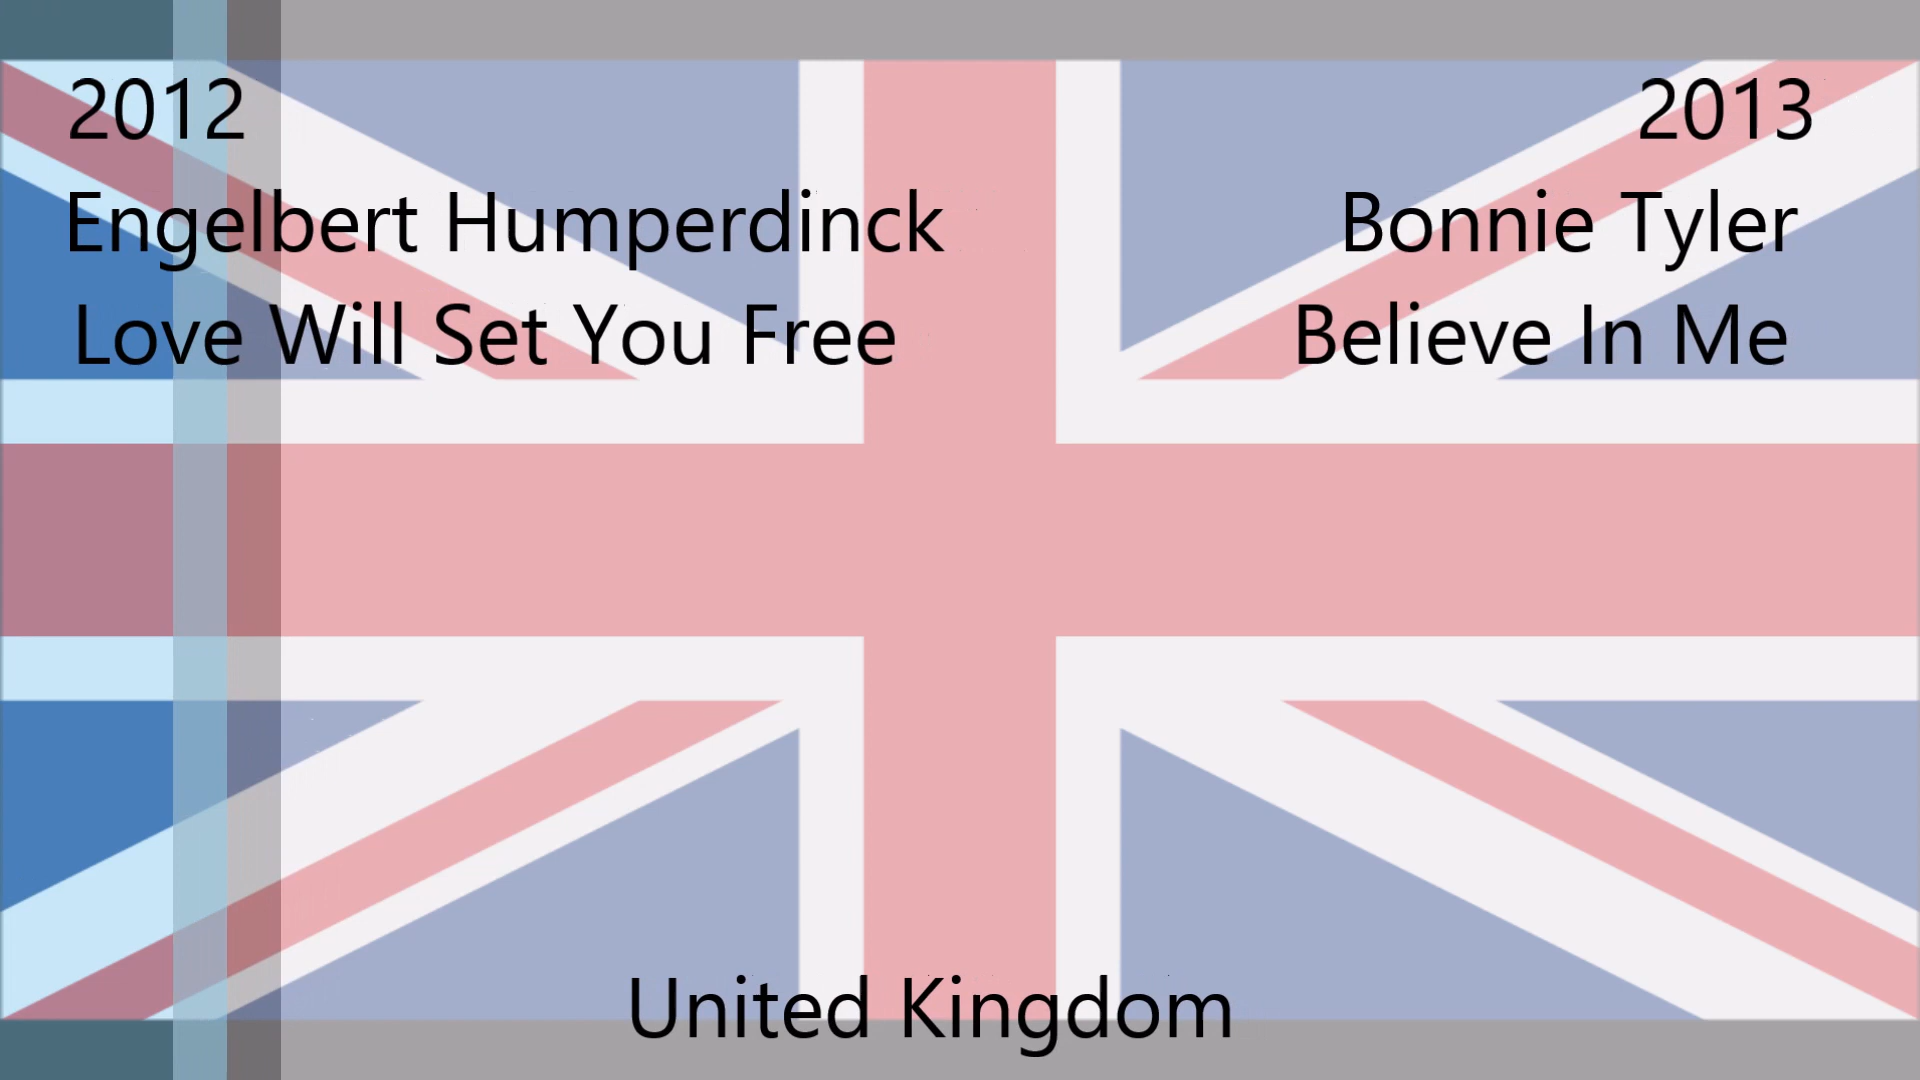 2012
Engelbert Humperdinck
Love Will Set You Free
2013
Bonnie Tyler
Believe In Me
United Kingdom